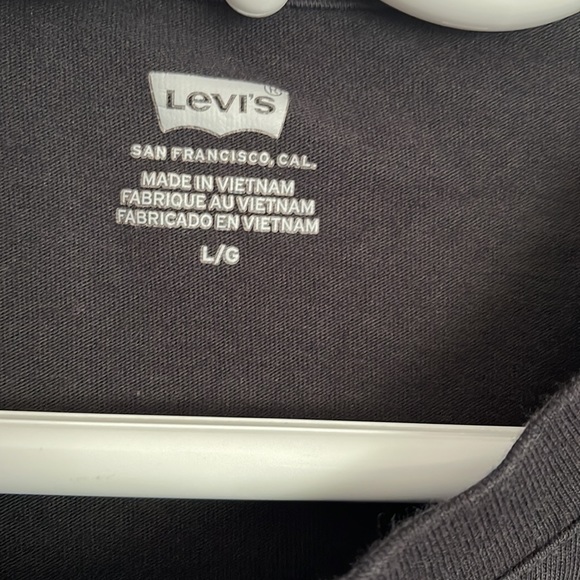 Levi's
SAN FRANCISCO, CAL.
MADE IN VIETNAM
FABRIQUE AU VIETNAM
FABRICADO EN VIETNAM
L/G